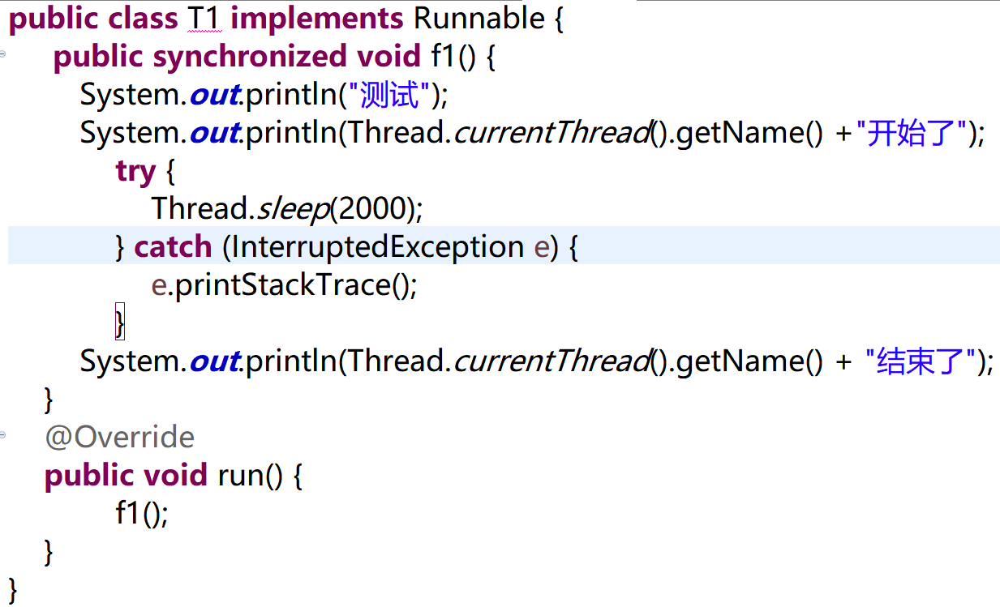 public class T1 implements Runnable {
public synchronized void f1() {
System.out.println("测试");
System.out.println(Thread.currentThread().getName() +"开始了");
try {
Thread.sleep(2000);
} catch (InterruptedException e) {
e.printStackTrace();
}
System.out.println(Thread.currentThread().getName() + "结束了");
}
@Override
public void run() {
f1();
}
}